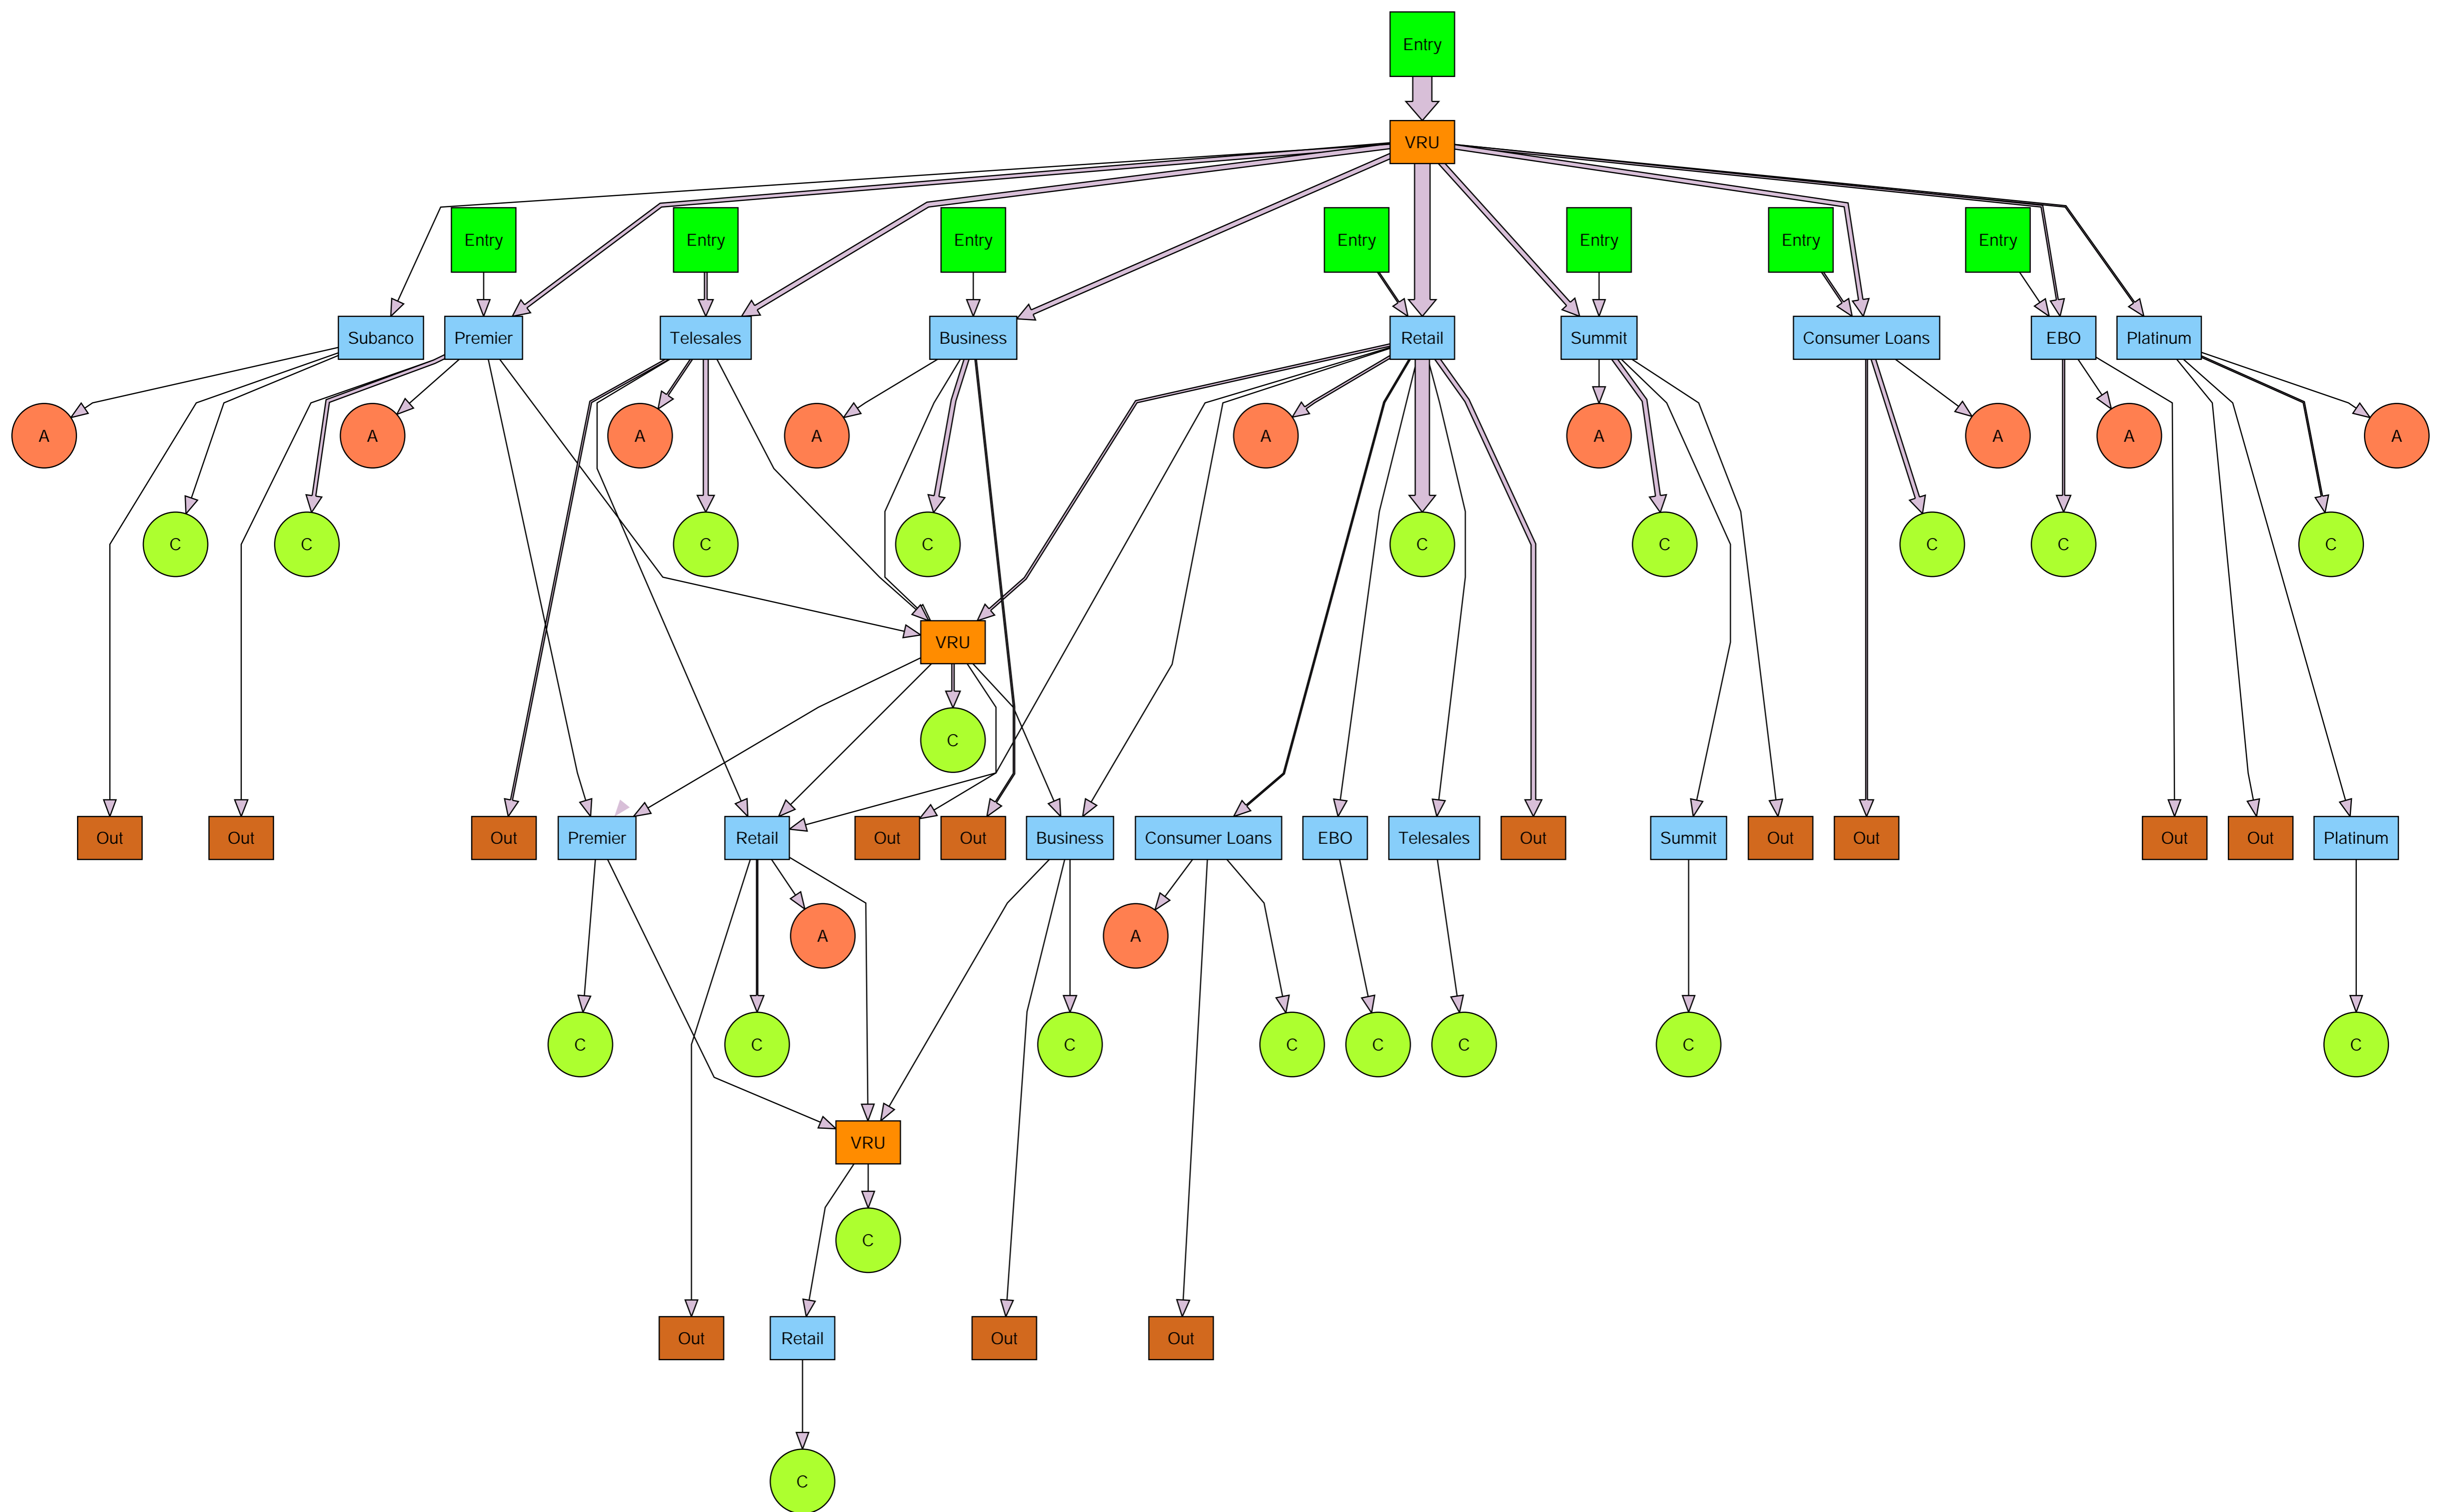 Entry
VRU
Entry
Entry
Entry
Entry
Entry
Entry
Entry
Subanco
Premier
Telesales
Business
Retail
Summit
Consumer Loans
EBO
Platinum
A
A
A
A
A
A
A
A
A
C
C
C
C
C
C
C
C
C
VRU
C
Out
Out
Out
Premier
Retail
Out
Out
Business
Consumer Loans
EBO
Telesales
Out
Summit
Out
Out
Out
Out
Platinum
A
A
C
C
C
C
C
C
C
C
VRU
C
Out
Retail
Out
Out
C